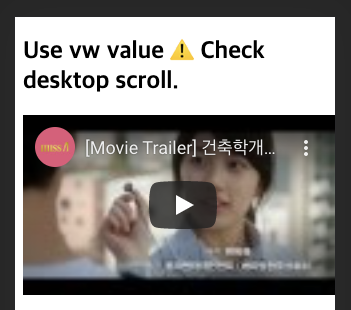 Use vw value ⚠️ Check
desktop scroll.
[Movie Trailer] 건축학개...